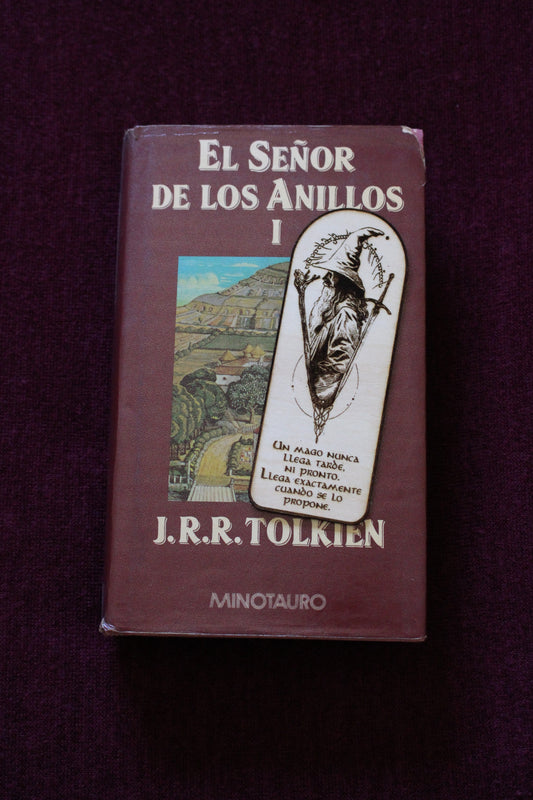 EL SEÑOR
DE LOS ANILLOS
I
UN MAGO NUNCA
LLEGA TARDE,
NI PRONTO.
LLEGA EXACTAMENTE
CUANDO SE LO
PROPONE.
J.R.R. TOLKIEN
MINOTAURO